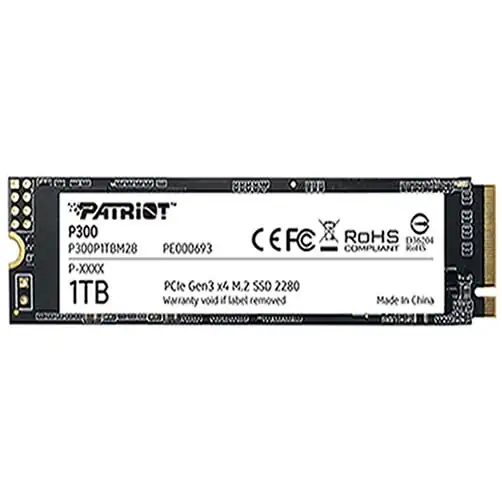 PATRIOT
P300
P300P1TBM28 PE000693
P-XXXX
1TB
PCIe Gen3 x4 M.2 SSD 2280
Warranty void if label removed
CE FC
RoHS
COMPLIANT
D36204
RoHS
Made In China